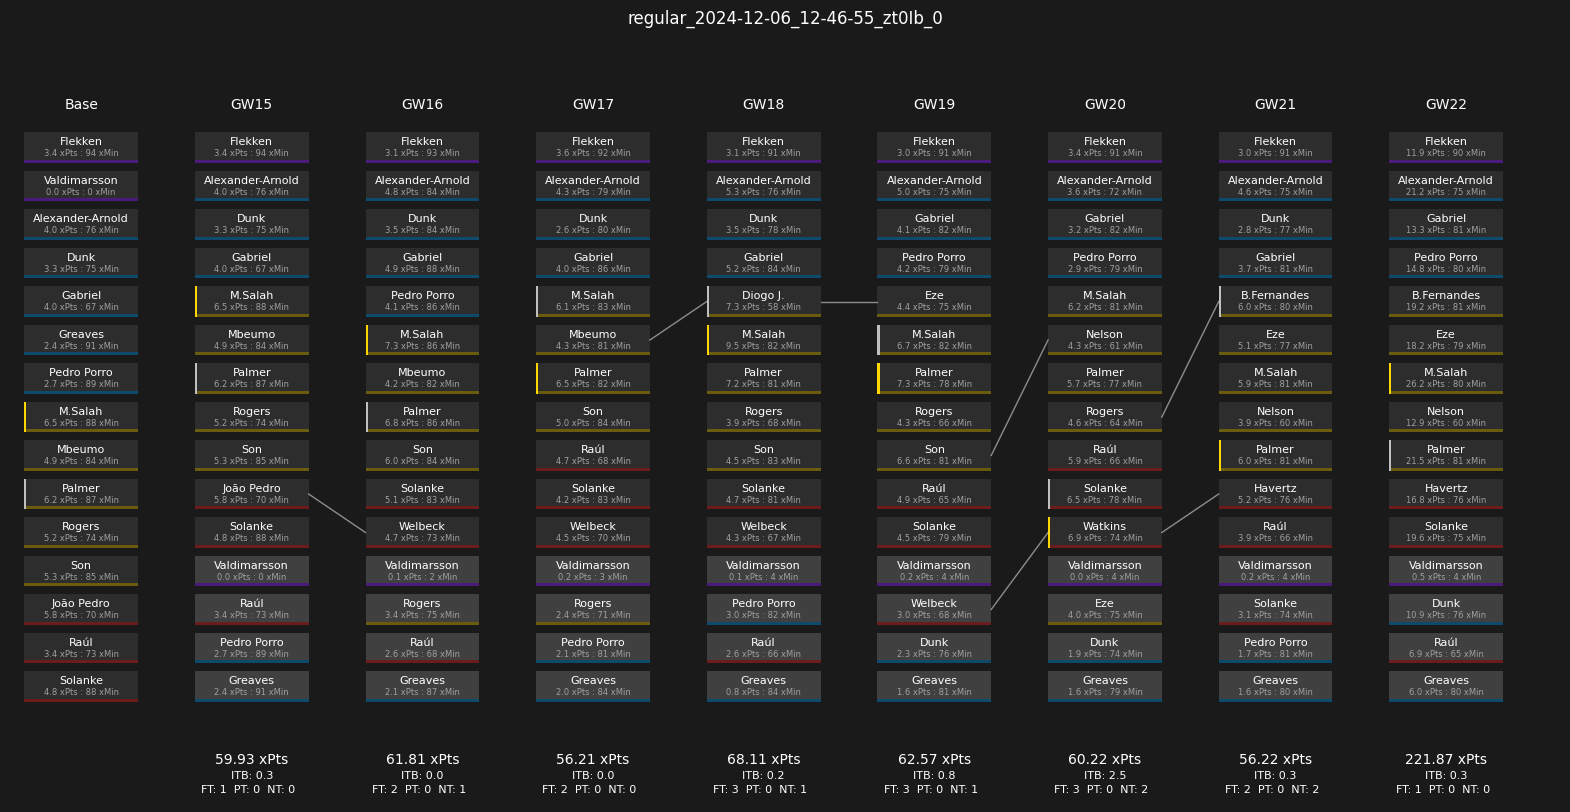 regular_2024-12-06_12-46-55_zt0Ib_0
Base
Flekken
3.4 xPts : 94 xMin
Valdimarsson
0.0 xPts : 0 xMin
Alexander-Arnold
4.0 xPts : 76 xMin
Dunk
3.3 xPts : 75 xMin
Gabriel
4.0 xPts : 67 xMin
Greaves
2.4 xPts : 91 xMin
Pedro Porro
2.7 xPts : 89 xMin
M.Salah
6.5 xPts : 88 xMin
Mbeumo
4.9 xPts : 84 xMin
Palmer
6.2 xPts : 87 xMin
Rogers
5.2 xPts : 74 xMin
Son
5.3 xPts : 85 xMin
João Pedro
5.8 xPts : 70 xMin
Raúl
3.4 xPts : 73 xMin
Solanke
4.8 xPts : 88 xMin
GW15
Flekken
3.4 xPts : 94 xMin
Alexander-Arnold
4.0 xPts : 76 xMin
Dunk
3.3 xPts : 75 xMin
Gabriel
4.0 xPts : 67 xMin
M.Salah
6.5 xPts : 88 xMin
Mbeumo
4.9 xPts : 84 xMin
Palmer
6.2 xPts : 87 xMin
Rogers
5.2 xPts : 74 xMin
Son
5.3 xPts : 85 xMin
João Pedro
5.8 xPts : 70 xMin
Solanke
4.8 xPts : 88 xMin
Valdimarsson
0.0 xPts : 0 xMin
Raúl
3.4 xPts : 73 xMin
Pedro Porro
2.7 xPts : 89 xMin
Greaves
2.4 xPts : 91 xMin
59.93 xPts
ITB: 0.3
FT: 1 PT: 0 NT: 0
GW16
Flekken
3.1 xPts : 93 xMin
Alexander-Arnold
4.8 xPts : 84 xMin
Dunk
3.5 xPts : 84 xMin
Gabriel
4.9 xPts : 88 xMin
Pedro Porro
4.1 xPts : 86 xMin
M.Salah
7.3 xPts : 86 xMin
Mbeumo
4.2 xPts : 82 xMin
Palmer
6.8 xPts : 86 xMin
Son
6.0 xPts : 84 xMin
Solanke
5.1 xPts : 83 xMin
Welbeck
4.7 xPts : 73 xMin
Valdimarsson
0.1 xPts : 2 xMin
Rogers
3.4 xPts : 75 xMin
Raúl
2.6 xPts : 68 xMin
Greaves
2.1 xPts : 87 xMin
61.81 xPts
ITB: 0.0
FT: 2 PT: 0 NT: 1
GW17
Flekken
3.6 xPts : 92 xMin
Alexander-Arnold
4.3 xPts : 79 xMin
Dunk
2.6 xPts : 80 xMin
Gabriel
4.0 xPts : 86 xMin
M.Salah
6.1 xPts : 83 xMin
Mbeumo
4.3 xPts : 81 xMin
Palmer
6.5 xPts : 82 xMin
Son
5.0 xPts : 84 xMin
Raúl
4.7 xPts : 68 xMin
Solanke
4.2 xPts : 83 xMin
Welbeck
4.5 xPts : 70 xMin
Valdimarsson
0.2 xPts : 3 xMin
Rogers
2.4 xPts : 71 xMin
Pedro Porro
2.1 xPts : 81 xMin
Greaves
2.0 xPts : 84 xMin
56.21 xPts
ITB: 0.0
FT: 2 PT: 0 NT: 0
GW18
Flekken
3.1 xPts : 91 xMin
Alexander-Arnold
5.3 xPts : 76 xMin
Dunk
3.5 xPts : 78 xMin
Gabriel
5.2 xPts : 84 xMin
Diogo J.
7.3 xPts : 58 xMin
M.Salah
9.5 xPts : 82 xMin
Palmer
7.2 xPts : 81 xMin
Rogers
3.9 xPts : 68 xMin
Son
4.5 xPts : 83 xMin
Solanke
4.7 xPts : 81 xMin
Welbeck
4.3 xPts : 67 xMin
Valdimarsson
0.1 xPts : 4 xMin
Pedro Porro
3.0 xPts : 82 xMin
Raúl
2.6 xPts : 66 xMin
Greaves
0.8 xPts : 84 xMin
68.11 xPts
ITB: 0.2
FT: 3 PT: 0 NT: 1
GW19
Flekken
3.0 xPts : 91 xMin
Alexander-Arnold
5.0 xPts : 75 xMin
Gabriel
4.1 xPts : 82 xMin
Pedro Porro
4.2 xPts : 79 xMin
Eze
4.4 xPts : 75 xMin
M.Salah
6.7 xPts : 82 xMin
Palmer
7.3 xPts : 78 xMin
Rogers
4.3 xPts : 66 xMin
Son
6.6 xPts : 81 xMin
Raúl
4.9 xPts : 65 xMin
Solanke
4.5 xPts : 79 xMin
Valdimarsson
0.2 xPts : 4 xMin
Welbeck
3.0 xPts : 68 xMin
Dunk
2.3 xPts : 76 xMin
Greaves
1.6 xPts : 81 xMin
62.57 xPts
ITB: 0.8
FT: 3 PT: 0 NT: 1
GW20
Flekken
3.4 xPts : 91 xMin
Alexander-Arnold
3.6 xPts : 72 xMin
Gabriel
3.2 xPts : 82 xMin
Pedro Porro
2.9 xPts : 79 xMin
M.Salah
6.2 xPts : 81 xMin
Nelson
4.3 xPts : 61 xMin
Palmer
5.7 xPts : 77 xMin
Rogers
4.6 xPts : 64 xMin
Raúl
5.9 xPts : 66 xMin
Solanke
6.5 xPts : 78 xMin
Watkins
6.9 xPts : 74 xMin
Valdimarsson
0.0 xPts : 4 xMin
Eze
4.0 xPts : 75 xMin
Dunk
1.9 xPts : 74 xMin
Greaves
1.6 xPts : 79 xMin
60.22 xPts
ITB: 2.5
FT: 3 PT: 0 NT: 2
GW21
Flekken
3.0 xPts : 91 xMin
Alexander-Arnold
4.6 xPts : 75 xMin
Dunk
2.8 xPts : 77 xMin
Gabriel
3.7 xPts : 81 xMin
B.Fernandes
6.0 xPts : 80 xMin
Eze
5.1 xPts : 77 xMin
M.Salah
5.9 xPts : 81 xMin
Nelson
3.9 xPts : 60 xMin
Palmer
6.0 xPts : 81 xMin
Havertz
5.2 xPts : 76 xMin
Raúl
3.9 xPts : 66 xMin
Valdimarsson
0.2 xPts : 4 xMin
Solanke
3.1 xPts : 74 xMin
Pedro Porro
1.7 xPts : 81 xMin
Greaves
1.6 xPts : 80 xMin
56.22 xPts
ITB: 0.3
FT: 2 PT: 0 NT: 2
GW22
Flekken
11.9 xPts : 90 xMin
Alexander-Arnold
21.2 xPts : 75 xMin
Gabriel
13.3 xPts : 81 xMin
Pedro Porro
14.8 xPts : 80 xMin
B.Fernandes
19.2 xPts : 81 xMin
Eze
18.2 xPts : 79 xMin
M.Salah
26.2 xPts : 80 xMin
Nelson
12.9 xPts : 60 xMin
Palmer
21.5 xPts : 81 xMin
Havertz
16.8 xPts : 76 xMin
Solanke
19.6 xPts : 75 xMin
Valdimarsson
0.5 xPts : 4 xMin
Dunk
10.9 xPts : 76 xMin
Raúl
6.9 xPts : 65 xMin
Greaves
6.0 xPts : 80 xMin
221.87 xPts
ITB: 0.3
FT: 1 PT: 0 NT: 0